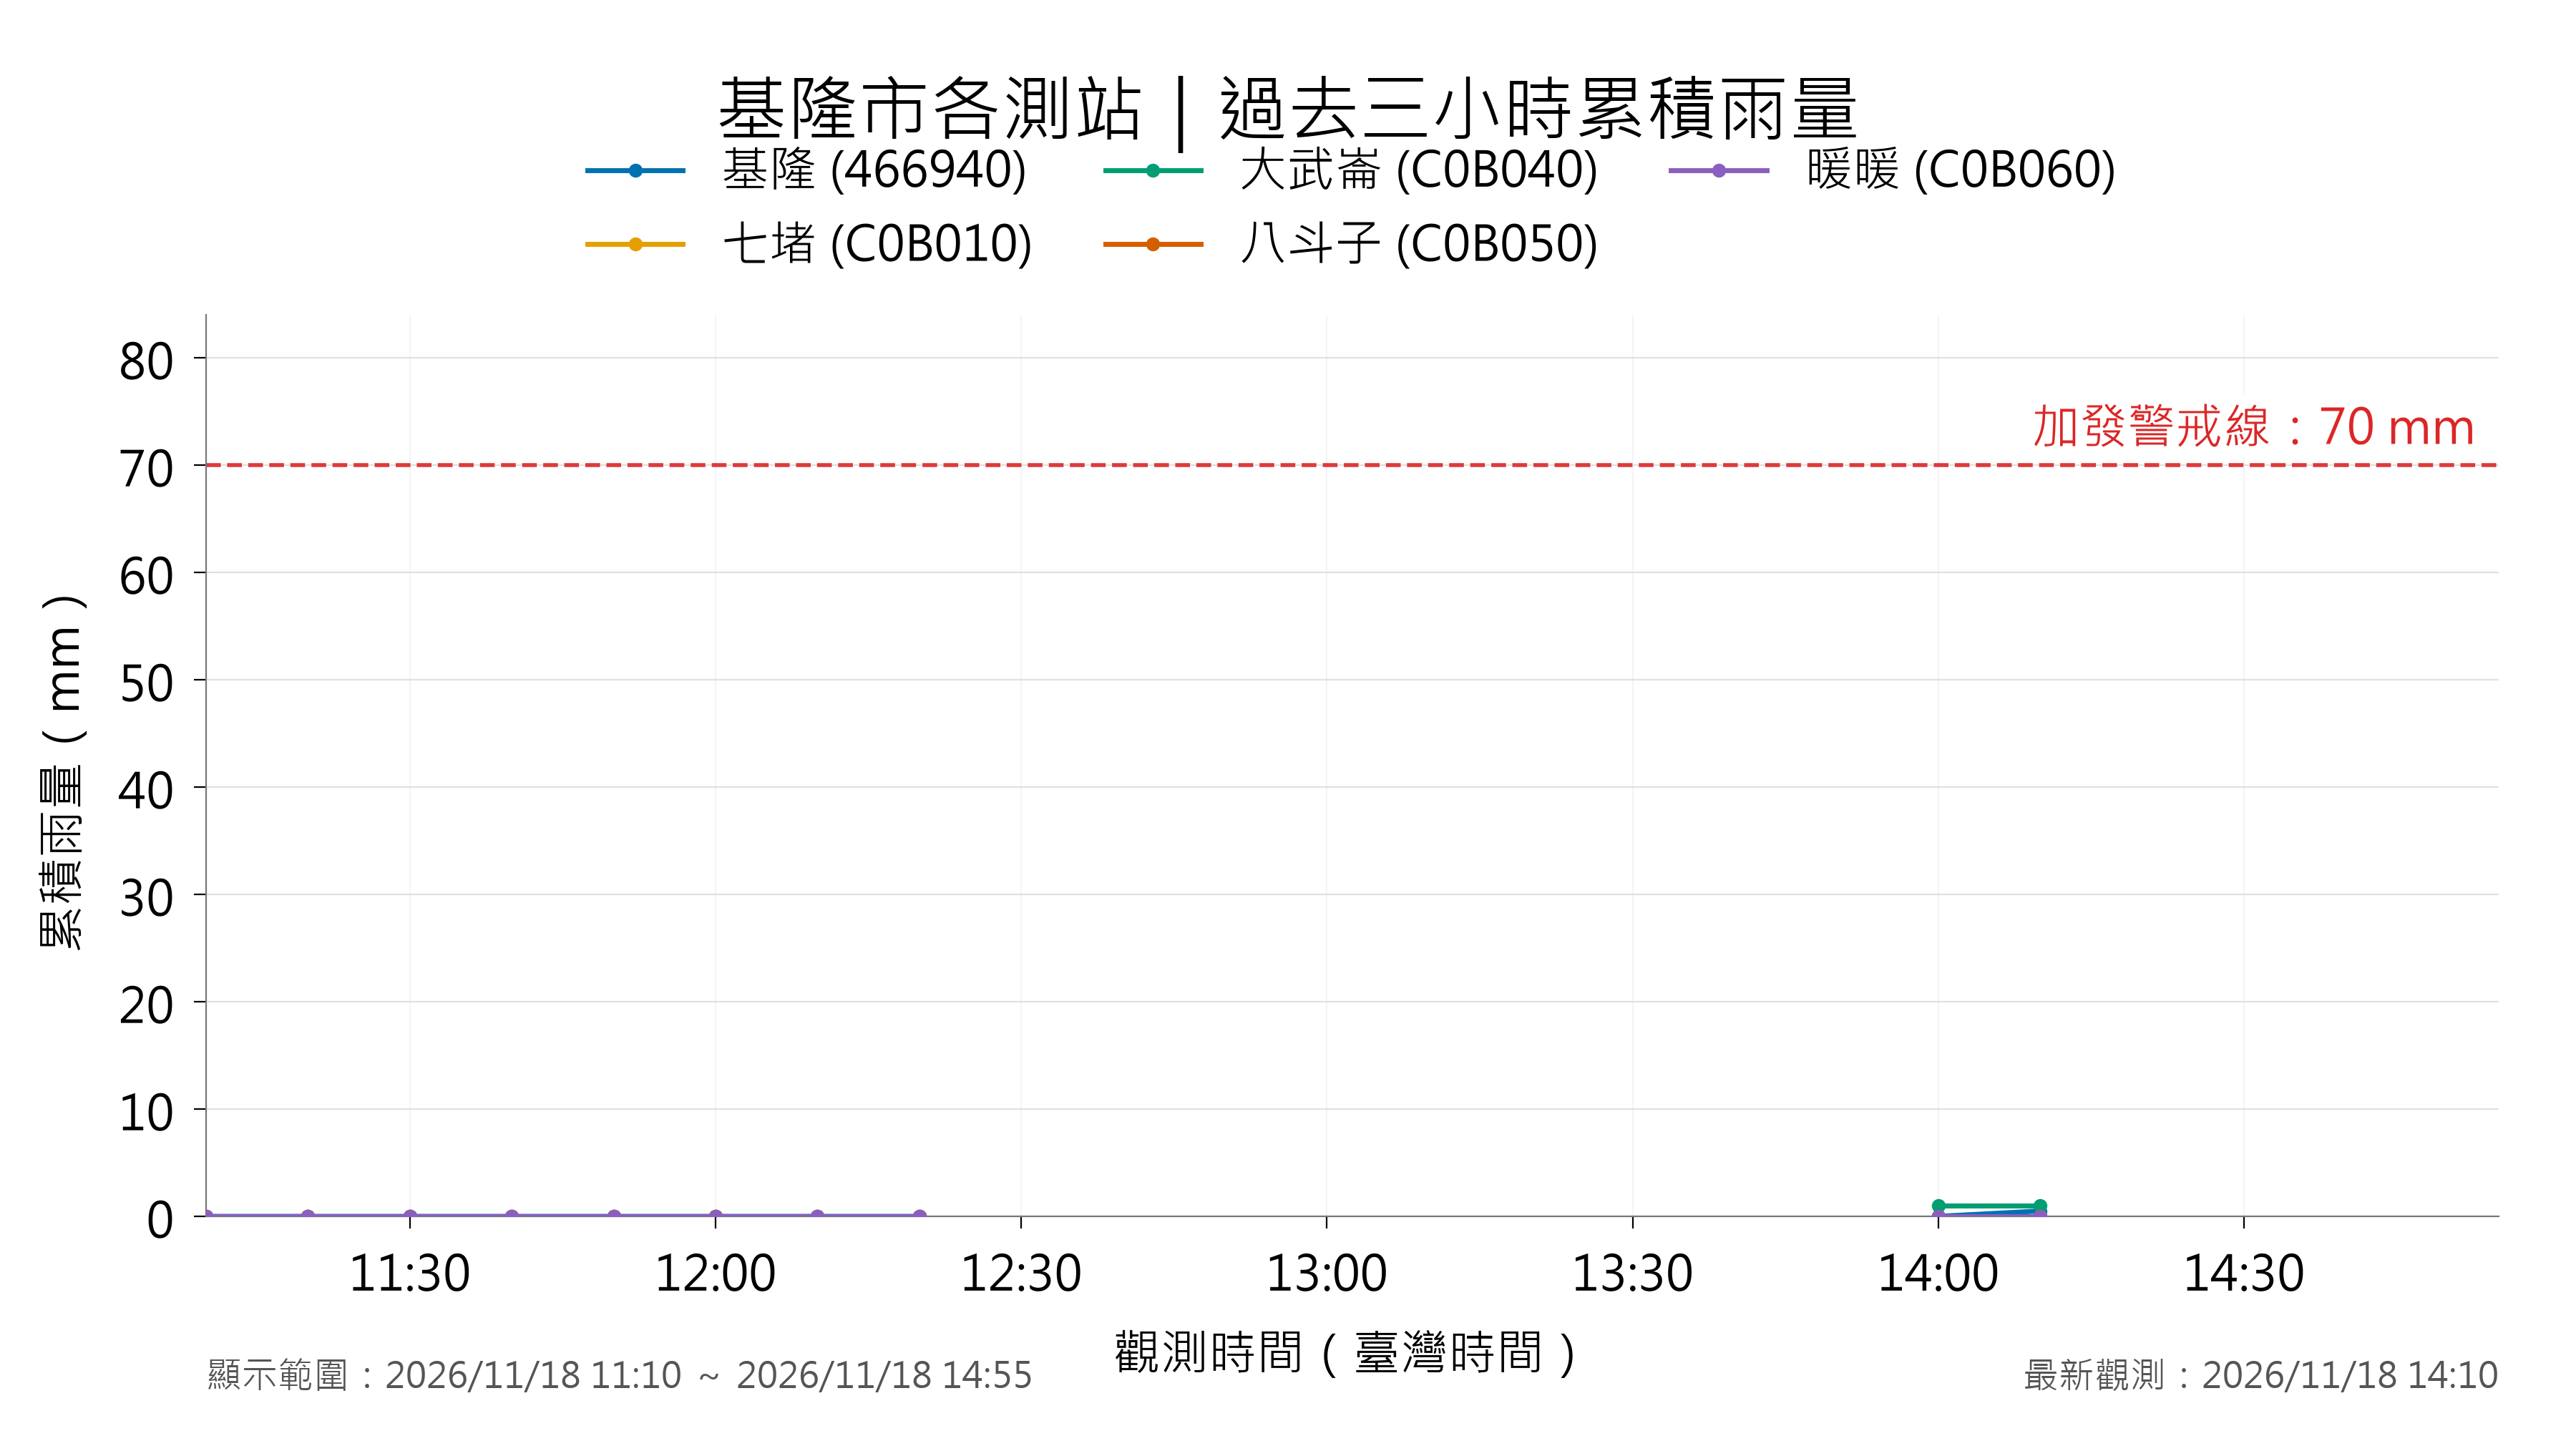 基隆市各測站｜過去三小時累積雨量
基隆 (466940)
大武崙 (C0B040)
暖暖 (C0B060)
七堵 (C0B010)
八斗子 (C0B050)
80
加發警戒線：70 mm
70
60
50
40
30
20
10
0
累積雨量（mm）
11:30
12:00
12:30
13:00
13:30
14:00
14:30
觀測時間（臺灣時間）
顯示範圍：2026/11/18 11:10 ~ 2026/11/18 14:55
最新觀測：2026/11/18 14:10